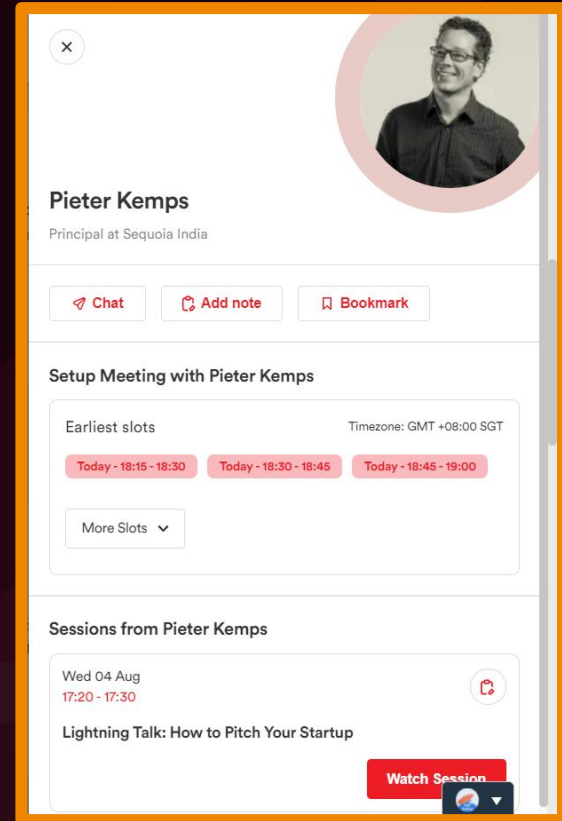 Pieter Kemps
Principal at Sequoia India
Chat
Add note
Bookmark
Setup Meeting with Pieter Kemps
Earliest slots
Timezone: GMT +08:00 SGT
Today - 18:15 - 18:30
Today - 18:30 - 18:45
Today - 18:45 - 19:00
More Slots
Sessions from Pieter Kemps
Wed 04 Aug
17:20 - 17:30
Lightning Talk: How to Pitch Your Startup
Watch Session